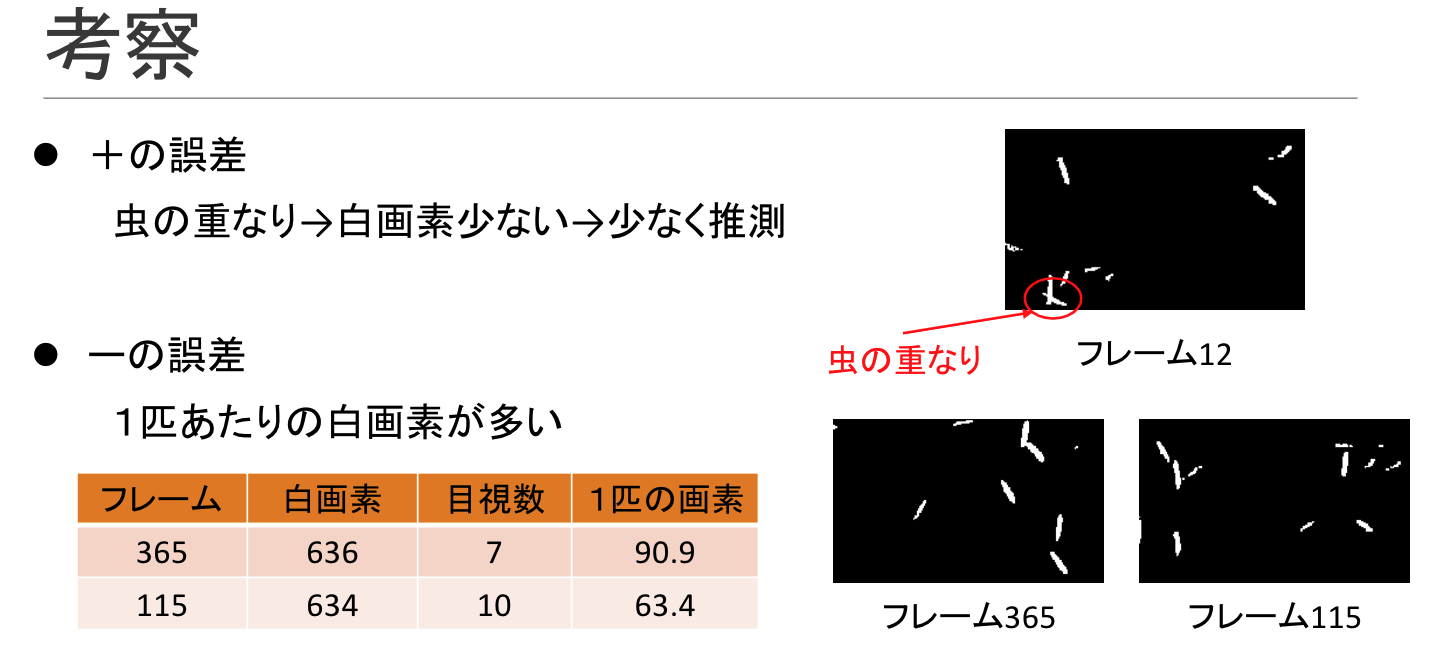 考察
● ＋の誤差
虫の重なり→白画素少ない→少なく推測
● －の誤差
１匹あたりの白画素が多い
フレーム 白画素 目視数 １匹の画素
365 636 7 90.9
115 634 10 63.4
虫の重なり
フレーム12
フレーム365
フレーム115